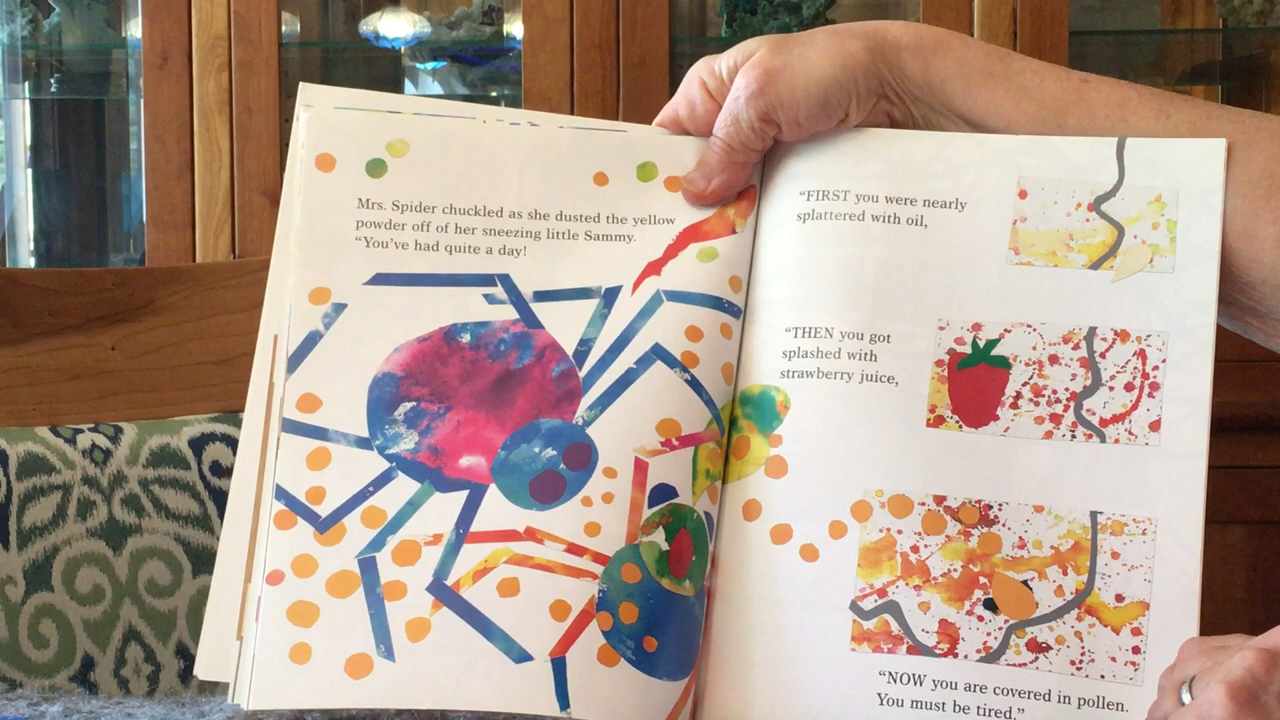 Mrs. Spider chuckled as she dusted the yellow
powder off of her sneezing little Sammy.
“You’ve had quite a day!
“FIRST you were nearly
splattered with oil,
“THEN you got
splashed with
strawberry juice,
“NOW you are covered in pollen.
You must be tired.”